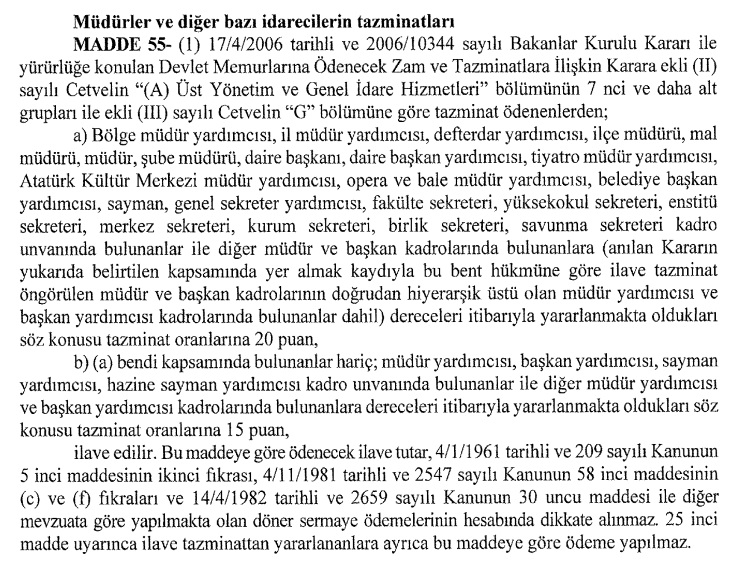 Müdürler ve diğer bazı idarecilerin tazminatları
MADDE 55- (1) 17/4/2006 tarihli ve 2006/10344 sayılı Bakanlar Kurulu Kararı ile
yürürlüğe konulan Devlet Memurlarına Ödenecek Zam ve Tazminatlara İlişkin Karara ekli (II)
sayılı Cetvelin “(A) Üst Yönetim ve Genel İdare Hizmetleri” bölümünün 7 nci ve daha alt
grupları ile ekli (III) sayılı Cetvelin “G” bölümüne göre tazminat ödenenlerden;
a) Bölge müdür yardımcısı, il müdür yardımcısı, defterdar yardımcısı, ilçe müdürü, mal
müdürü, müdür, şube müdürü, daire başkanı, daire başkan yardımcısı, tiyatro müdür yardımcısı,
Atatürk Kültür Merkezi müdür yardımcısı, opera ve bale müdür yardımcısı, belediye başkan
yardımcısı, sayman, genel sekreter yardımcısı, fakülte sekreteri, yüksekokul sekreteri, enstitü
sekreteri, merkez sekreteri, kurum sekreteri, birlik sekreteri, savunma sekreteri kadro
unvanında bulunanlar ile diğer müdür ve başkan kadrolarında bulunanlara (anılan Kararın
yukarıda belirtilen kapsamında yer almak kaydıyla bu bent hükmüne göre ilave tazminat
öngörülen müdür ve başkan kadrolarının doğrudan hiyerarşik üstü olan müdür yardımcısı ve
başkan yardımcısı kadrolarında bulunanlar dahil) dereceleri itibarıyla yararlanmakta oldukları
söz konusu tazminat oranlarına 20 puan,
b) (a) bendi kapsamında bulunanlar hariç; müdür yardımcısı, başkan yardımcısı, sayman
yardımcısı, hazine sayman yardımcısı kadro unvanında bulunanlar ile diğer müdür yardımcısı
ve başkan yardımcısı kadrolarında bulunanlara dereceleri itibarıyla yararlanmakta oldukları söz
konusu tazminat oranlarına 15 puan,
ilave edilir. Bu maddeye göre ödenecek ilave tutar, 4/1/1961 tarihli ve 209 sayılı Kanunun
5 inci maddesinin ikinci fıkrası, 4/11/1981 tarihli ve 2547 sayılı Kanunun 58 inci maddesinin
(c) ve (f) fıkraları ve 14/4/1982 tarihli ve 2659 sayılı Kanunun 30 uncu maddesi ile diğer
mevzuata göre yapılmakta olan döner sermaye ödemelerinin hesabında dikkate alınmaz. 25 inci
madde uyarınca ilave tazminattan yararlananlara ayrıca bu maddeye göre ödeme yapılmaz.